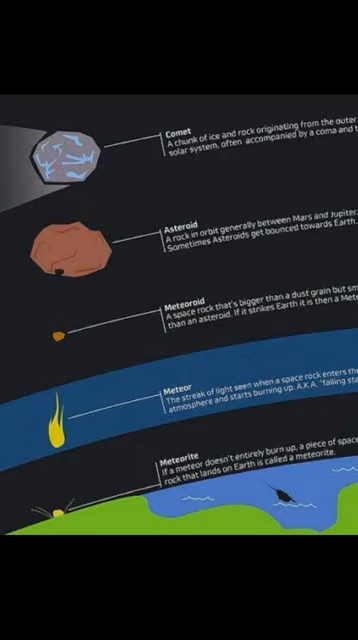 Comet
A chunk of ice and rock originating from the outer
solar system, often accompanied by a coma and
Asteroid
A rock in orbit generally between Mars and Jupiter.
Sometimes Asteroids get bounced towards Earth.
Meteoroid
A space rock that's bigger than a dust grain but
than an asteroid. If it strikes Earth it is then a
Meteor
The streak of light seen when a space rock enters the
atmosphere and starts burning up. A.K.A. "falling
Meteorite
If a meteor doesn't entirely burn up, a piece of space
rock that lands on Earth is called a meteorite.